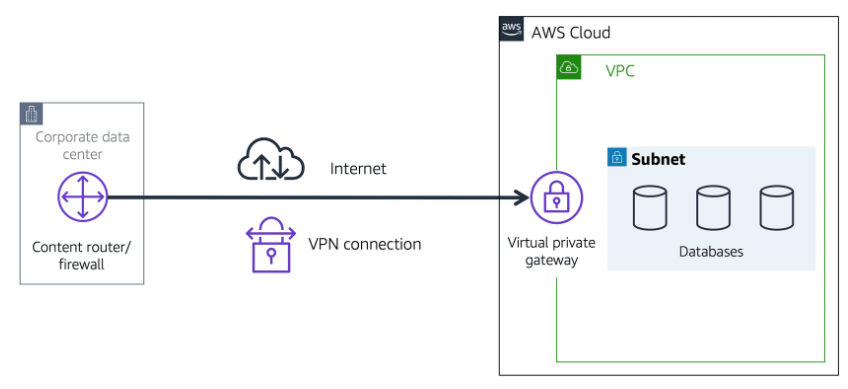 aws
AWS Cloud
VPC
Corporate data
center
Internet
Subnet
Content router/
firewall
VPN connection
Virtual private
gateway
Databases